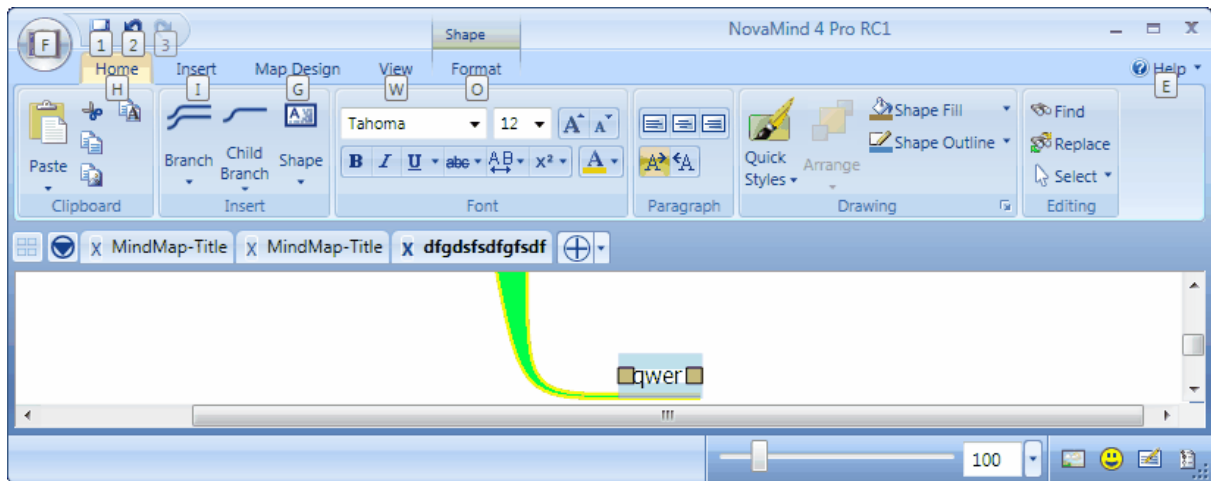 Shape
NovaMind 4 Pro RC1
F
1 2 3
Home Insert Map Design View Format Help
H I G W O E
Tahoma 12 A A
Shape Fill
Find
Branch Child Branch Shape
Shape Outline
Replace
Paste
B I U abc AB x² A
A A
Quick Styles Arrange
Select
Clipboard Insert Font Paragraph Drawing Editing
X MindMap-Title X MindMap-Title X dfgdsfsdfgfsdf
qwer
100